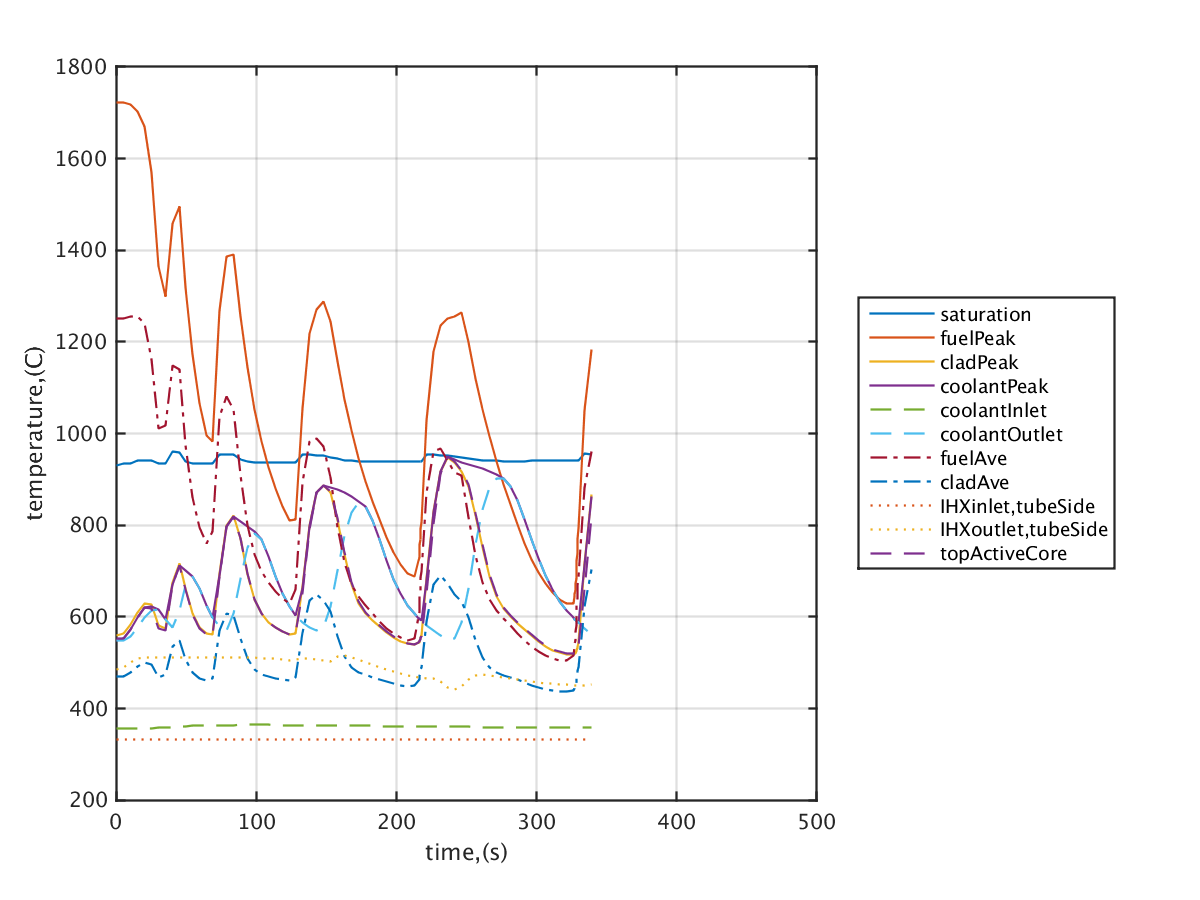 1800
1600
1400
1200
1000
800
600
400
200
temperature,(C)
0 100 200 300 400 500
time,(s)
saturation
fuelPeak
cladPeak
coolantPeak
coolantInlet
coolantOutlet
fuelAve
cladAve
IHXinlet,tubeSide
IHXoutlet,tubeSide
topActiveCore